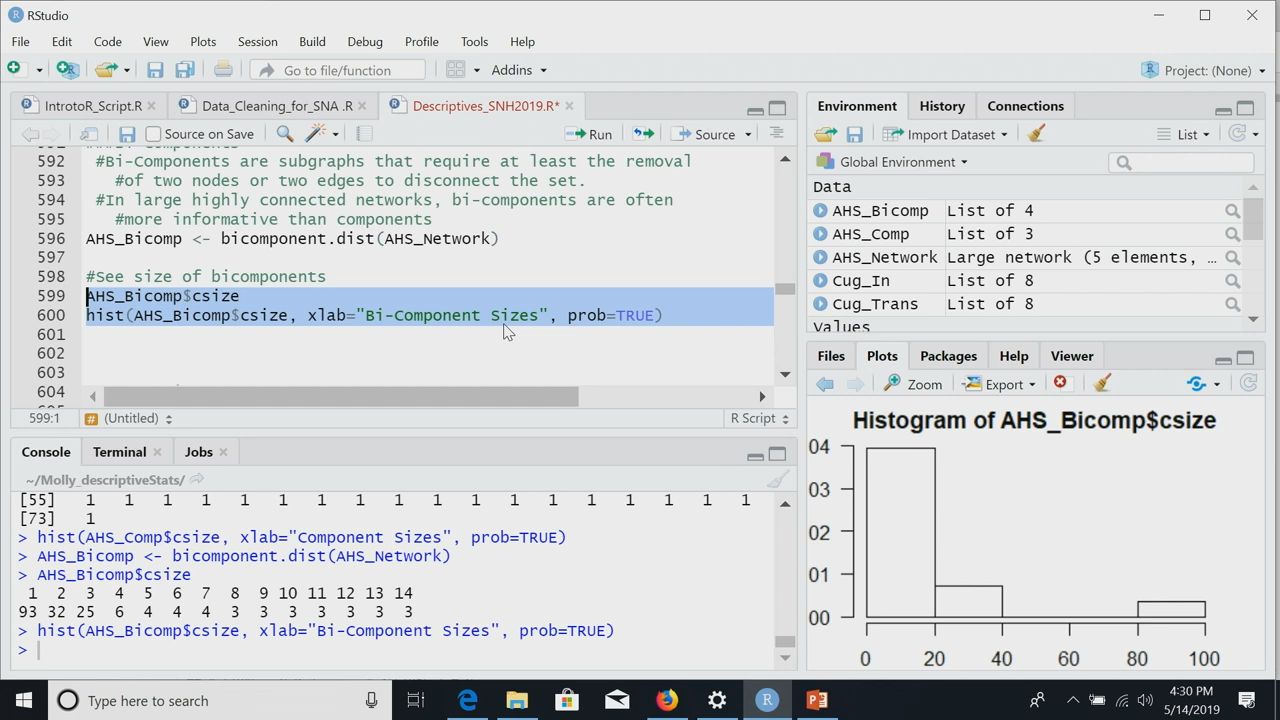 RStudio
File Edit Code View Plots Session Build Debug Profile Tools Help
Go to file/function Addins Project: (None)
IntrotoR_Script.R Data_Cleaning_for_SNA .R Descriptives_SNH2019.R*
Source on Save Run Source
592 #Bi-Components are subgraphs that require at least the removal
593 #of two nodes or two edges to disconnect the set.
594 #In large highly connected networks, bi-components are often
595 #more informative than components
596 AHS_Bicomp <- bicomponent.dist(AHS_Network)
597
598 #See size of bicomponents
599 AHS_Bicomp$csize
600 hist(AHS_Bicomp$csize, xlab="Bi-Component Sizes", prob=TRUE)
601
602
603
604
599:1 (Untitled) R Script
Console Terminal Jobs
~/Molly_descriptiveStats/
[55] 1 1 1 1 1 1 1 1 1 1 1 1 1 1 1 1 1 1
[73] 1
> hist(AHS_Comp$csize, xlab="Component Sizes", prob=TRUE)
> AHS_Bicomp <- bicomponent.dist(AHS_Network)
> AHS_Bicomp$csize
1 2 3 4 5 6 7 8 9 10 11 12 13 14
93 32 25 6 4 4 4 3 3 3 3 3 3 3
> hist(AHS_Bicomp$csize, xlab="Bi-Component Sizes", prob=TRUE)
>
Environment History Connections
Import Dataset List
Global Environment
Data
AHS_Bicomp List of 4
AHS_Comp List of 3
AHS_Network Large network (5 elements, …
Cug_In List of 8
Cug_Trans List of 8
Values
Files Plots Packages Help Viewer
Zoom Export
Histogram of AHS_Bicomp$csize
04
03
02
01
00
0 20 40 60 80 100
Type here to search
4:30 PM
5/14/2019